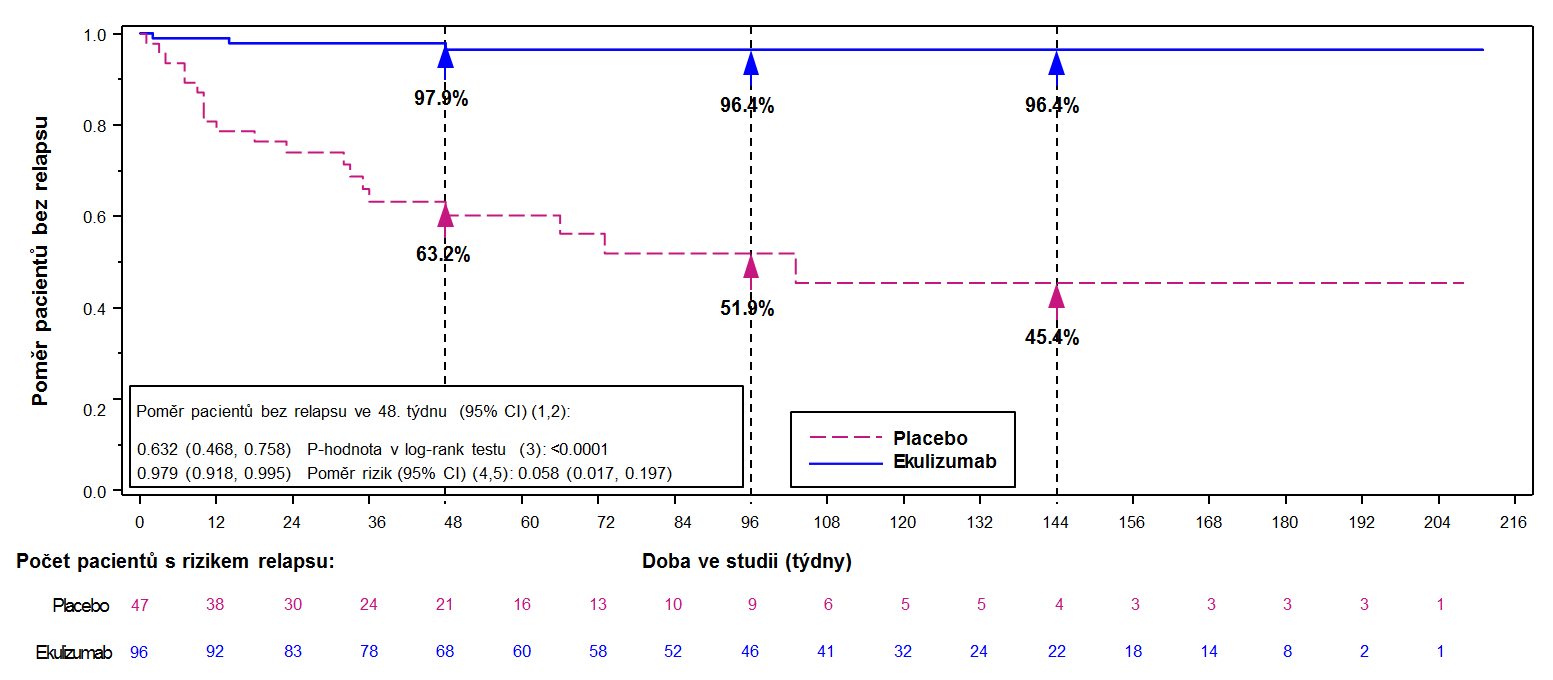 Poměr pacientů bez relapsu
1.0
0.8
0.6
0.4
0.2
0.0
97.9%
96.4%
96.4%
63.2%
51.9%
45.4%
Poměr pacientů bez relapsu ve 48. týdnu (95% CI) (1,2):
0.632 (0.468, 0.758) P-hodnota v log-rank testu (3): <0.0001
0.979 (0.918, 0.995) Poměr rizik (95% CI) (4,5): 0.058 (0.017, 0.197)
Placebo
Ekulizumab
0 12 24 36 48 60 72 84 96 108 120 132 144 156 168 180 192 204 216
Počet pacientů s rizikem relapsu: Doba ve studii (týdny)
Placebo 47 38 30 24 21 16 13 10 9 6 5 5 4 3 3 3 3 1
Ekulizumab 96 92 83 78 68 60 58 52 46 41 32 24 22 18 14 8 2 1